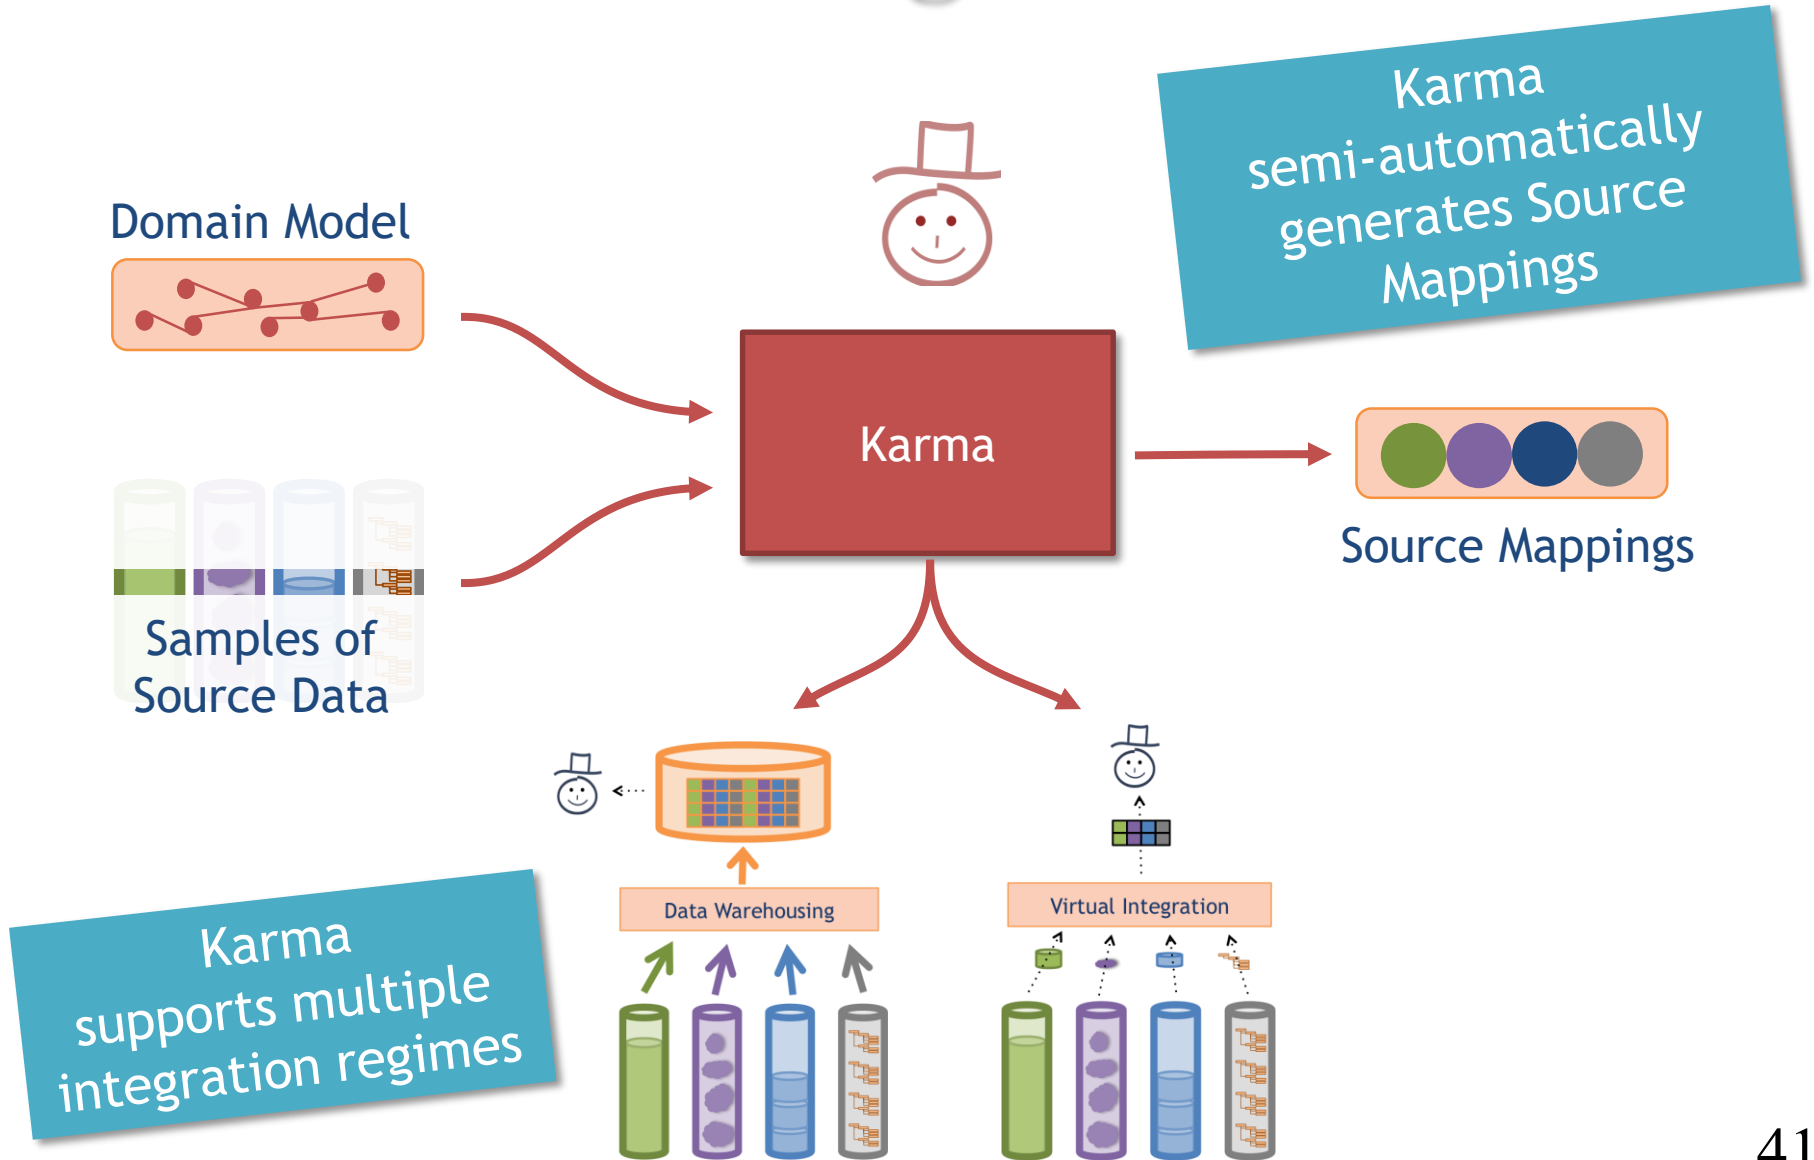 Karma
semi-automatically
generates Source
Mappings
Domain Model
Karma
Source Mappings
Samples of
Source Data
Data Warehousing
Virtual Integration
Karma
supports multiple
integration regimes
41